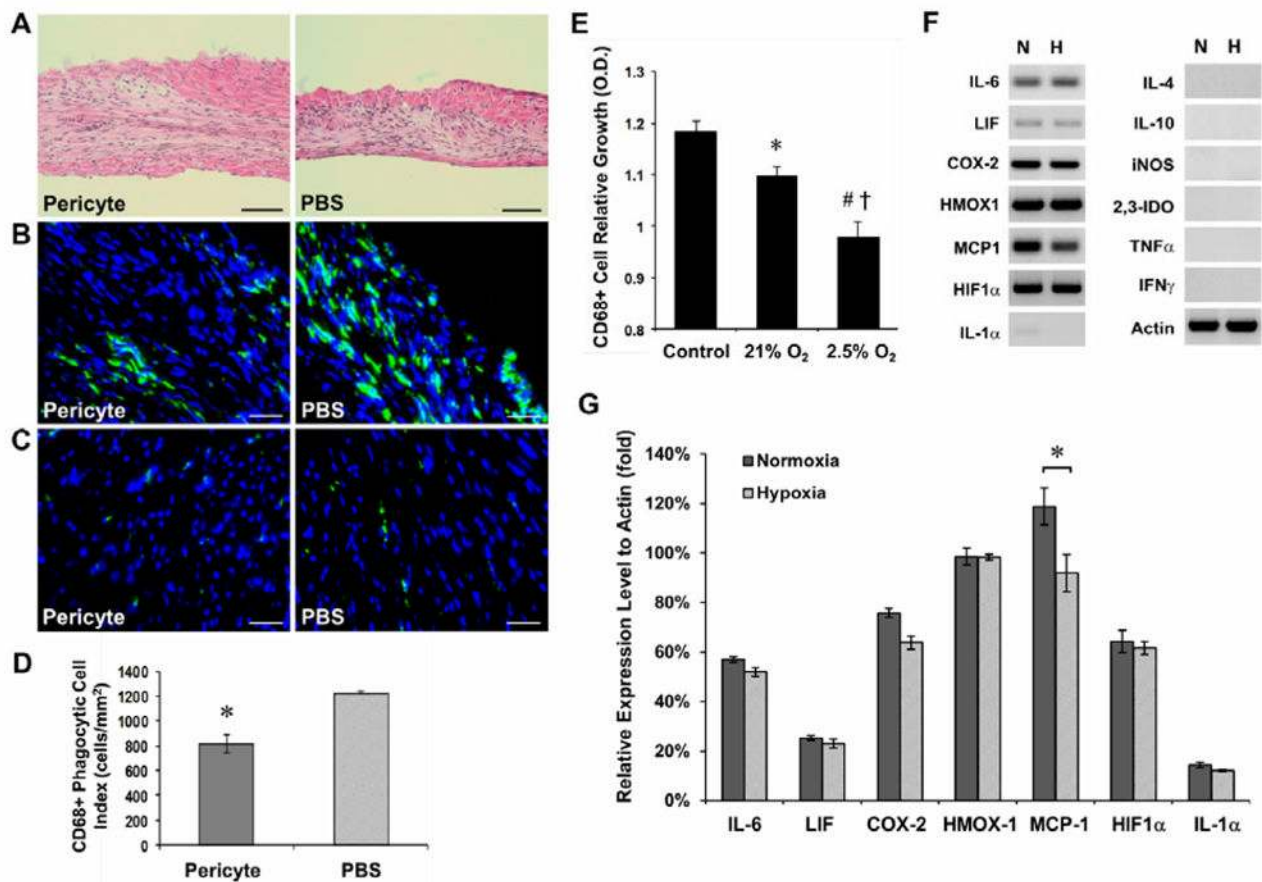 A
Pericyte
PBS
B
Pericyte
PBS
C
Pericyte
PBS
D
CD68+ Phagocytic Cell
Index (cells/mm²)
1400
1200
1000
800
600
400
200
0
*
Pericyte
PBS
E
CD68+ Cell Relative Growth (O.D.)
1.3
1.2
1.1
1
0.9
0.8
*
# †
Control
21% O₂
2.5% O₂
F
N H
IL-6
LIF
COX-2
HMOX1
MCP1
HIF1α
IL-1α
N H
IL-4
IL-10
iNOS
2,3-IDO
TNFα
IFNγ
Actin
G
Relative Expression Level to Actin (fold)
140%
120%
100%
80%
60%
40%
20%
0%
Normoxia
Hypoxia
*
IL-6
LIF
COX-2
HMOX-1
MCP-1
HIF1α
IL-1α